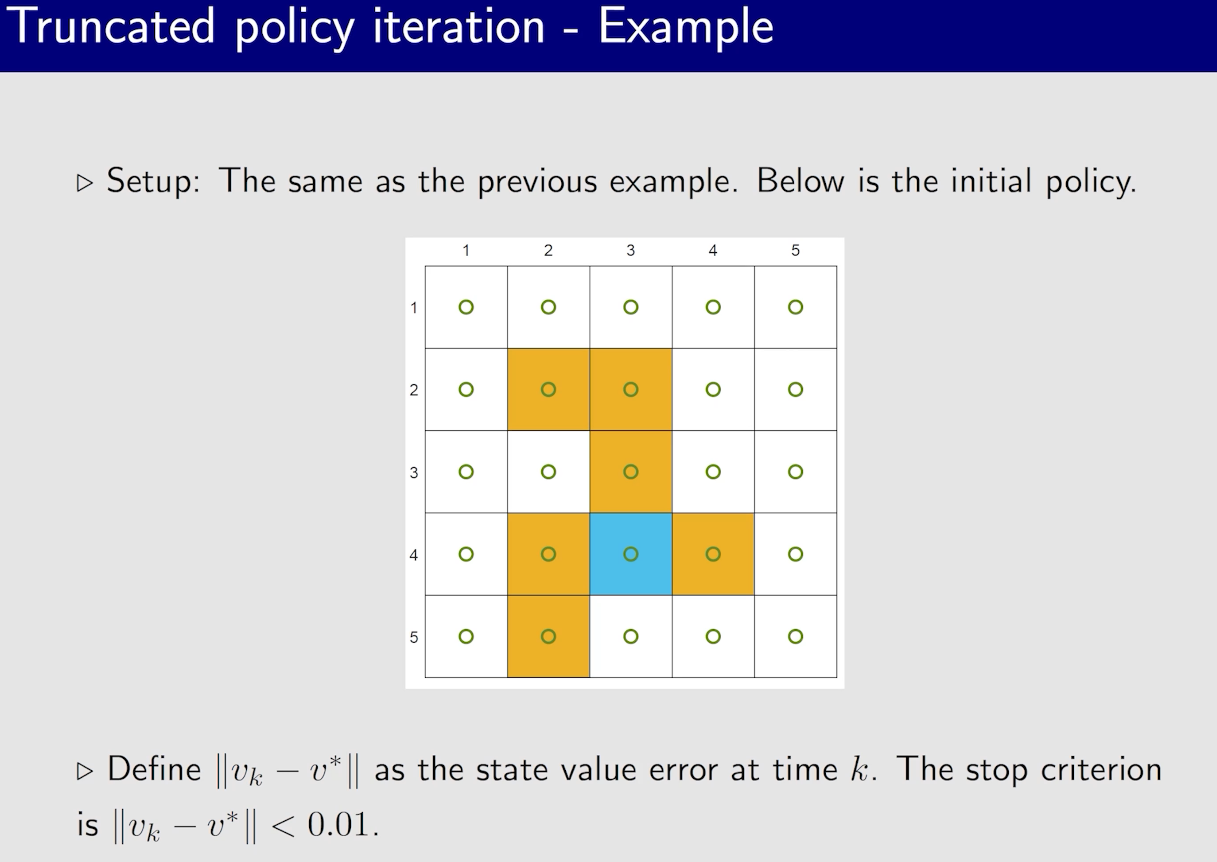 Truncated policy iteration - Example
▷ Setup: The same as the previous example. Below is the initial policy.
1 2 3 4 5
1
2
3
4
5
▷ Define ‖v_k − v*‖ as the state value error at time k. The stop criterion
is ‖v_k − v*‖ < 0.01.